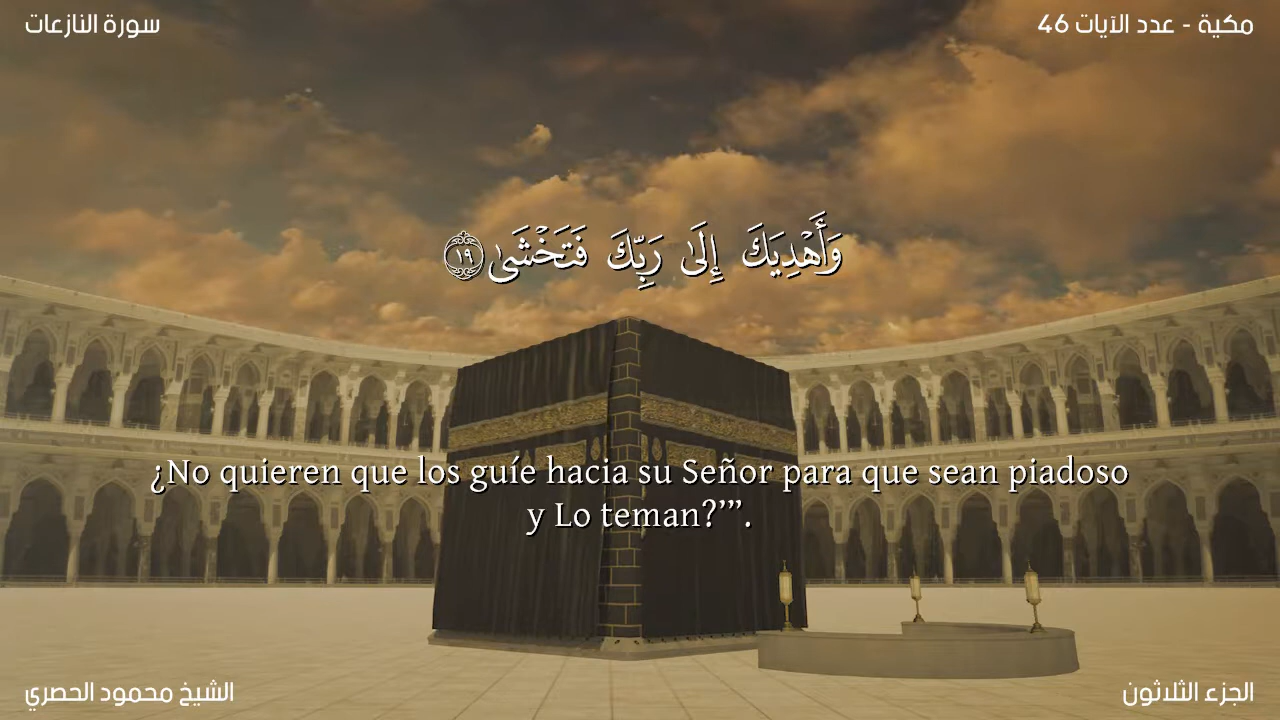 سورة النازعات
مكية - عدد الآيات 46
وَأَهْدِيَكَ إِلَىٰ رَبِّكَ فَتَخْشَىٰ ١٩
¿No quieren que los guíe hacia su Señor para que sean piadoso
y Lo teman?’”.
الشيخ محمود الحصري
الجزء الثلاثون